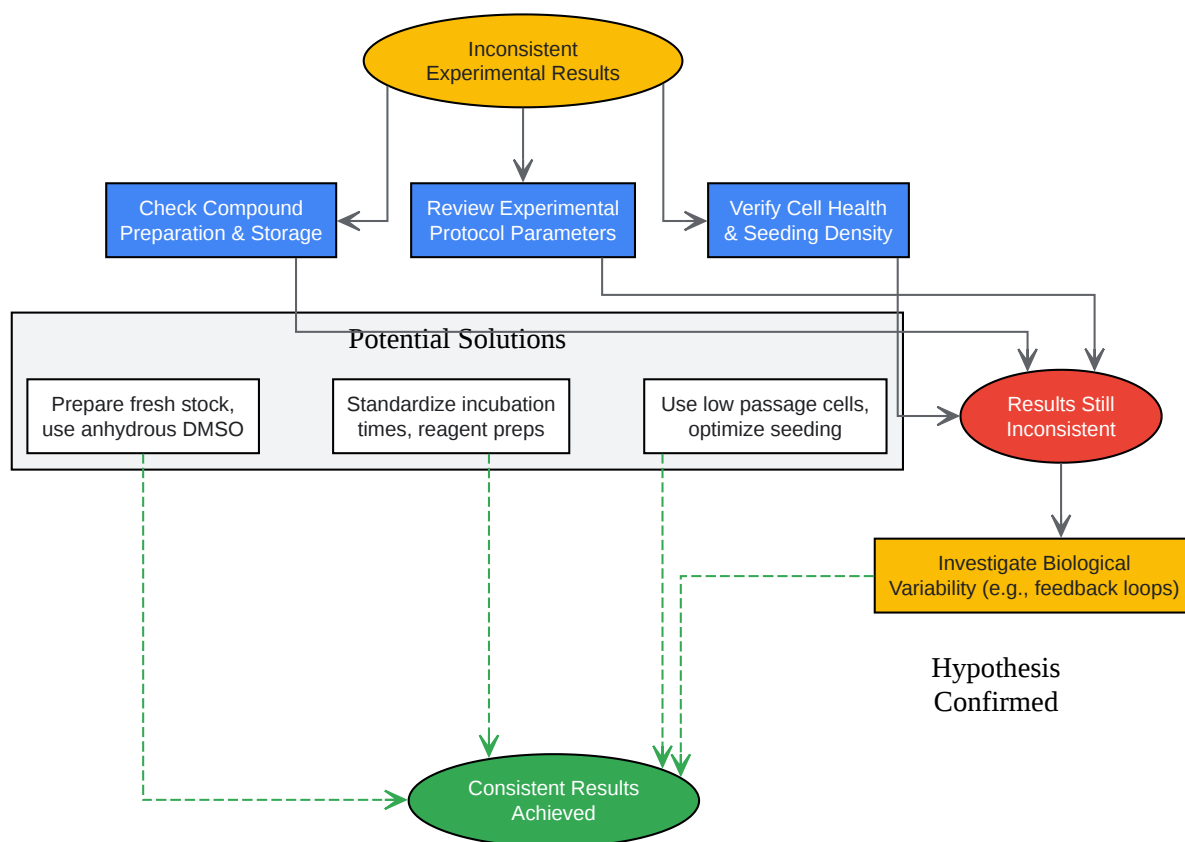 Inconsistent
Experimental Results
Check Compound
Preparation & Storage
Review Experimental
Protocol Parameters
Verify Cell Health
& Seeding Density
Potential Solutions
Prepare fresh stock,
use anhydrous DMSO
Standardize incubation
times, reagent preps
Use low passage cells,
optimize seeding
Results Still
Inconsistent
Investigate Biological
Variability (e.g., feedback loops)
Hypothesis
Confirmed
Consistent Results
Achieved